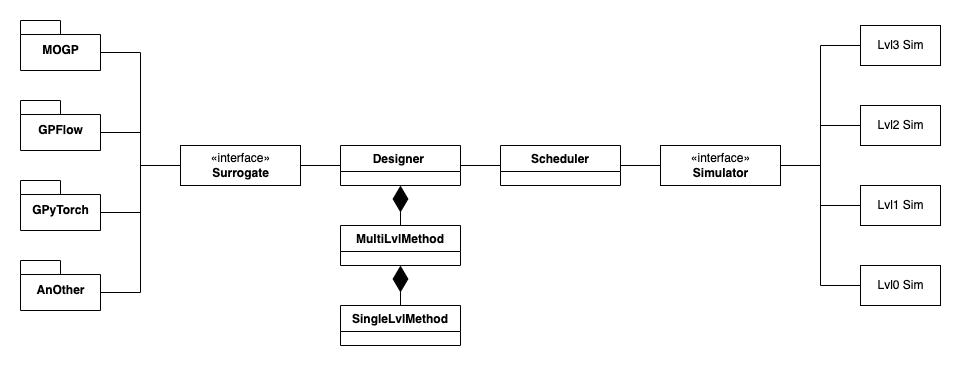 MOGP
GPFlow
GPyTorch
AnOther
«interface»
Surrogate
Designer
MultiLvlMethod
SingleLvlMethod
Scheduler
«interface»
Simulator
Lvl3 Sim
Lvl2 Sim
Lvl1 Sim
Lvl0 Sim